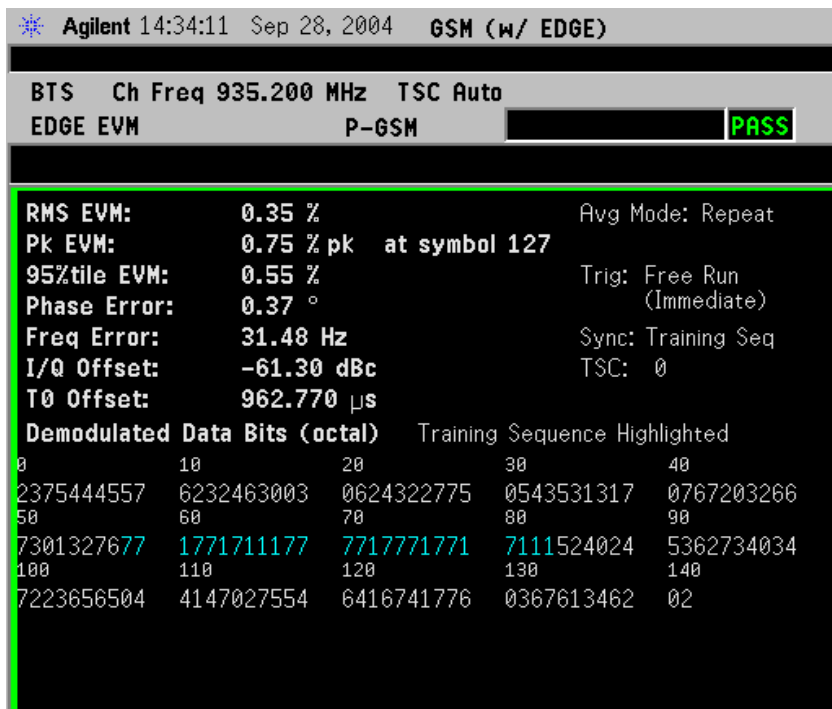 Agilent 14:34:11 Sep 28, 2004 GSM (w/ EDGE)
BTS Ch Freq 935.200 MHz TSC Auto
EDGE EVM P-GSM PASS
RMS EVM: 0.35 % Avg Mode: Repeat
Pk EVM: 0.75 % pk at symbol 127
95%tile EVM: 0.55 % Trig: Free Run
Phase Error: 0.37 ° (Immediate)
Freq Error: 31.48 Hz Sync: Training Seq
I/Q Offset: -61.30 dBc TSC: 0
T0 Offset: 962.770 µs
Demodulated Data Bits (octal) Training Sequence Highlighted
0 10 20 30 40
2375444557 6232463003 0624322775 0543531317 0767203266
50 60 70 80 90
7301327677 1771711177 7717771771 7111524024 5362734034
100 110 120 130 140
7223656504 4147027554 6416741776 0367613462 02